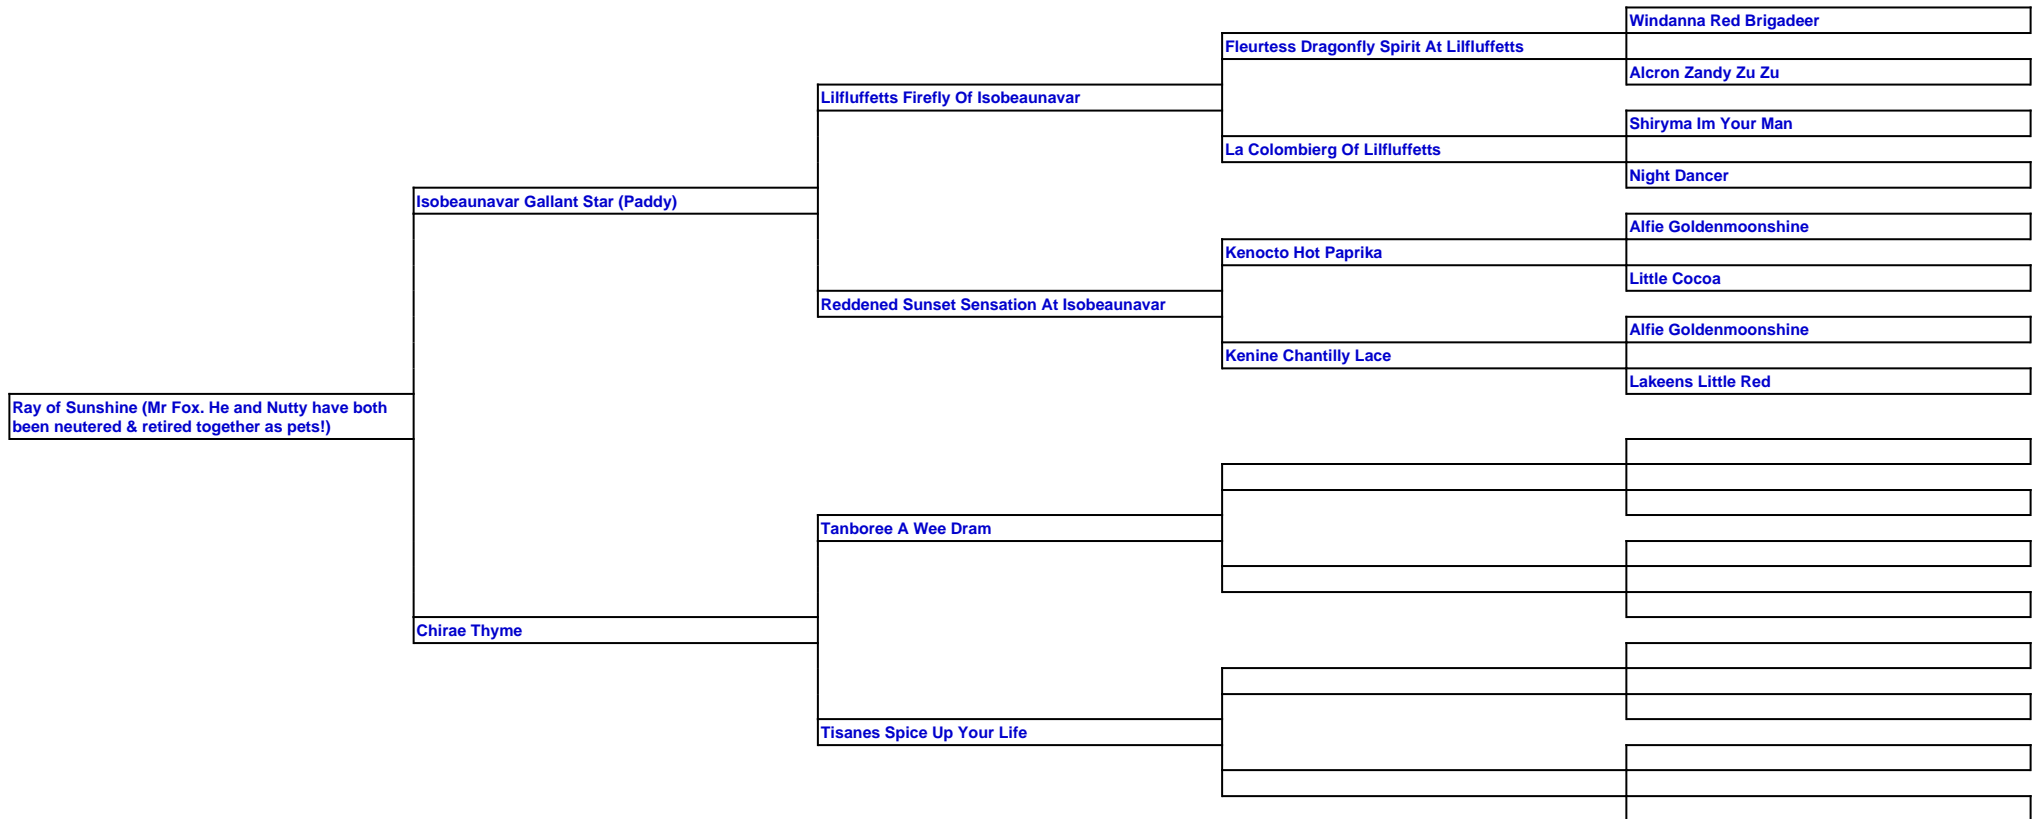 Windanna Red Brigadeer
Fleurtess Dragonfly Spirit At Lilfluffetts
Alcron Zandy Zu Zu
Lilfluffetts Firefly Of Isobeaunavar
Shiryma Im Your Man
La Colombierg Of Lilfluffetts
Night Dancer
Isobeaunavar Gallant Star (Paddy)
Alfie Goldenmoonshine
Kenocto Hot Paprika
Little Cocoa
Reddened Sunset Sensation At Isobeaunavar
Alfie Goldenmoonshine
Kenine Chantilly Lace
Lakeens Little Red
Ray of Sunshine (Mr Fox. He and Nutty have both
been neutered & retired together as pets!)
Tanboree A Wee Dram
Chirae Thyme
Tisanes Spice Up Your Life